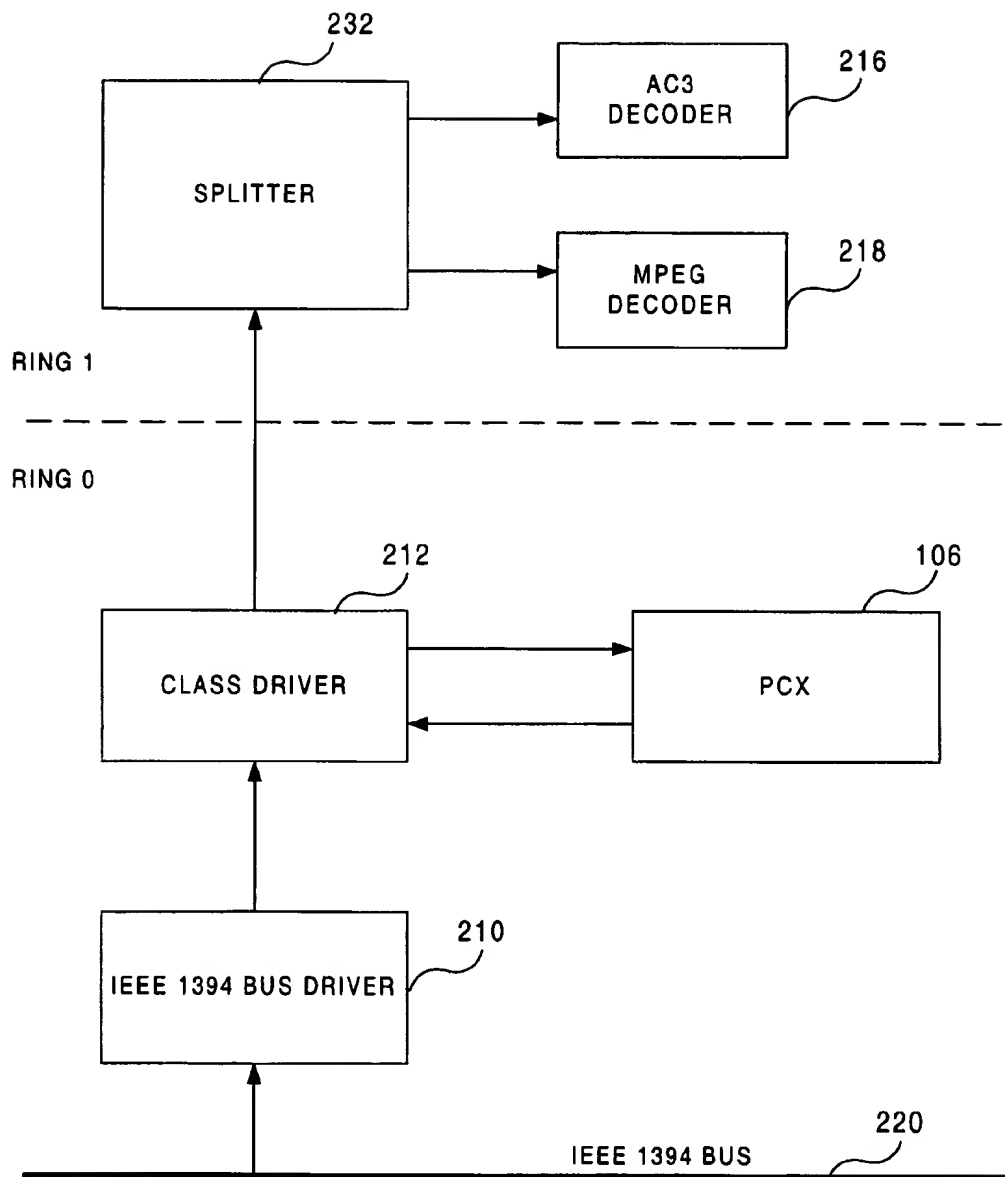 232
216
AC3
DECODER
SPLITTER
218
MPEG
DECODER
RING 1
RING 0
212
106
CLASS DRIVER
PCX
210
IEEE 1394 BUS DRIVER
220
IEEE 1394 BUS